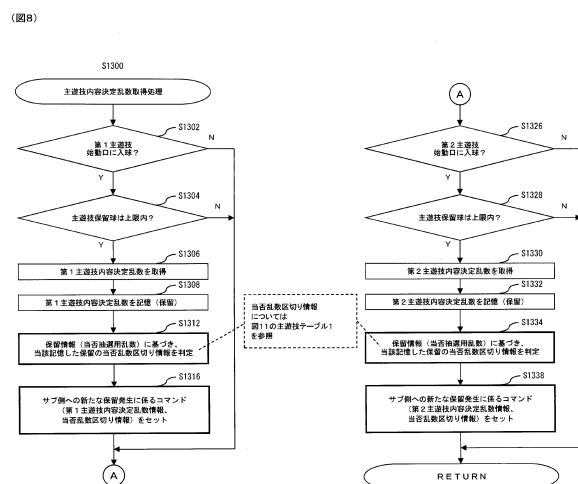 （図８）
S1300
主遊技内容決定乱数取得処理
S1302
第１主遊技
始動口に入球？
N
Y
S1304
主遊技保留球は上限内？
N
Y
S1306
第１主遊技内容決定乱数を取得
S1308
第１主遊技内容決定乱数を記憶（保留）
S1312
保留情報（当否抽選用乱数）に基づき、
当該記憶した保留の当否乱数区切り情報を判定
S1316
サブ側への新たな保留発生に係るコマンド
（第１主遊技内容決定乱数情報、
当否乱数区切り情報）をセット
A
当否乱数区切り情報
については
図11の主遊技テーブル１
を参照
A
S1326
第２主遊技
始動口に入球？
N
Y
S1328
主遊技保留球は上限内？
N
Y
S1330
第２主遊技内容決定乱数を取得
S1332
第２主遊技内容決定乱数を記憶（保留）
S1334
保留情報（当否抽選用乱数）に基づき、
当該記憶した保留の当否乱数区切り情報を判定
S1338
サブ側への新たな保留発生に係るコマンド
（第２主遊技内容決定乱数情報、
当否乱数区切り情報）をセット
RETURN